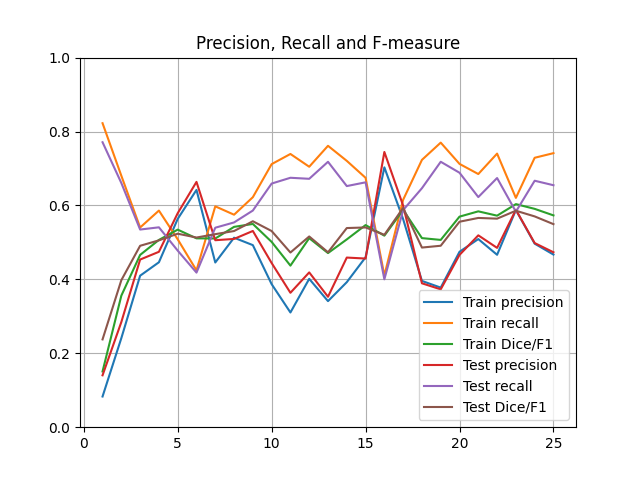 Precision, Recall and F-measure
1.0
0.8
0.6
0.4
0.2
0.0
0
5
10
15
20
25
Train precision
Train recall
Train Dice/F1
Test precision
Test recall
Test Dice/F1